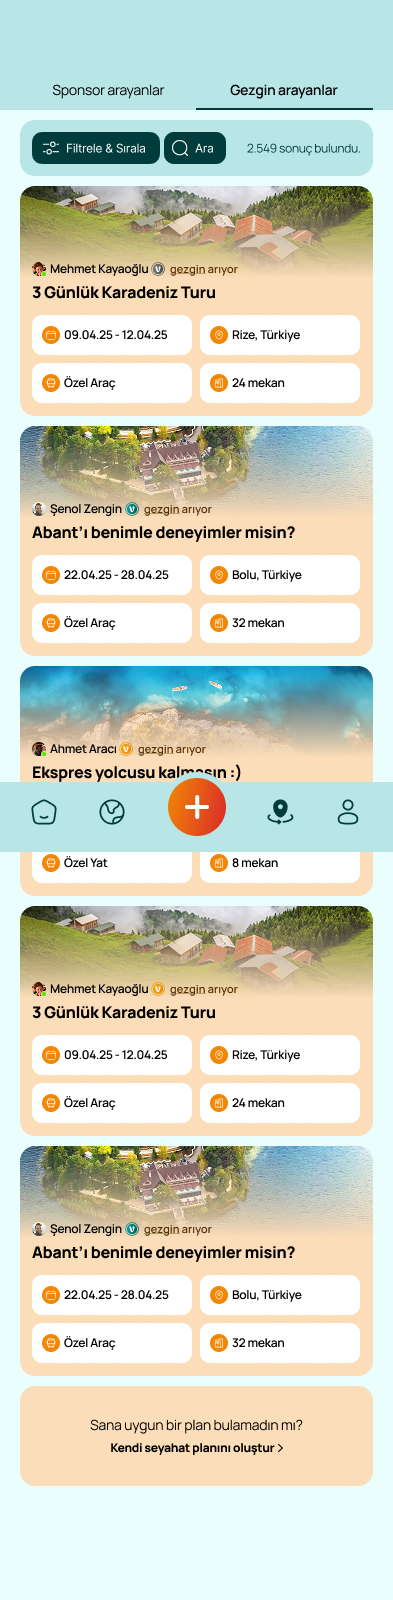 Sponsor arayanlar
Gezgin arayanlar
Filtrele & Sırala
Ara
2.549 sonuç bulundu.
Mehmet Kayaoğlu V gezgin arıyor
3 Günlük Karadeniz Turu
09.04.25 - 12.04.25
Rize, Türkiye
Özel Araç
24 mekan
Şenol Zengin V gezgin arıyor
Abant’ı benimle deneyimler misin?
22.04.25 - 28.04.25
Bolu, Türkiye
Özel Araç
32 mekan
Ahmet Aracı V gezgin arıyor
Ekspres yolcusu kalmasın :)
Özel Yat
8 mekan
Mehmet Kayaoğlu V gezgin arıyor
3 Günlük Karadeniz Turu
09.04.25 - 12.04.25
Rize, Türkiye
Özel Araç
24 mekan
Şenol Zengin V gezgin arıyor
Abant’ı benimle deneyimler misin?
22.04.25 - 28.04.25
Bolu, Türkiye
Özel Araç
32 mekan
Sana uygun bir plan bulamadın mı?
Kendi seyahat planını oluştur >